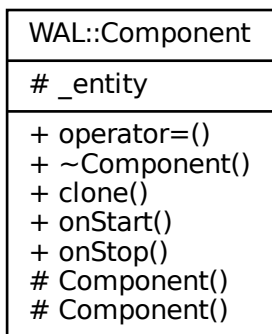 WAL::Component
# _entity
+ operator=()
+ ~Component()
+ clone()
+ onStart()
+ onStop()
# Component()
# Component()